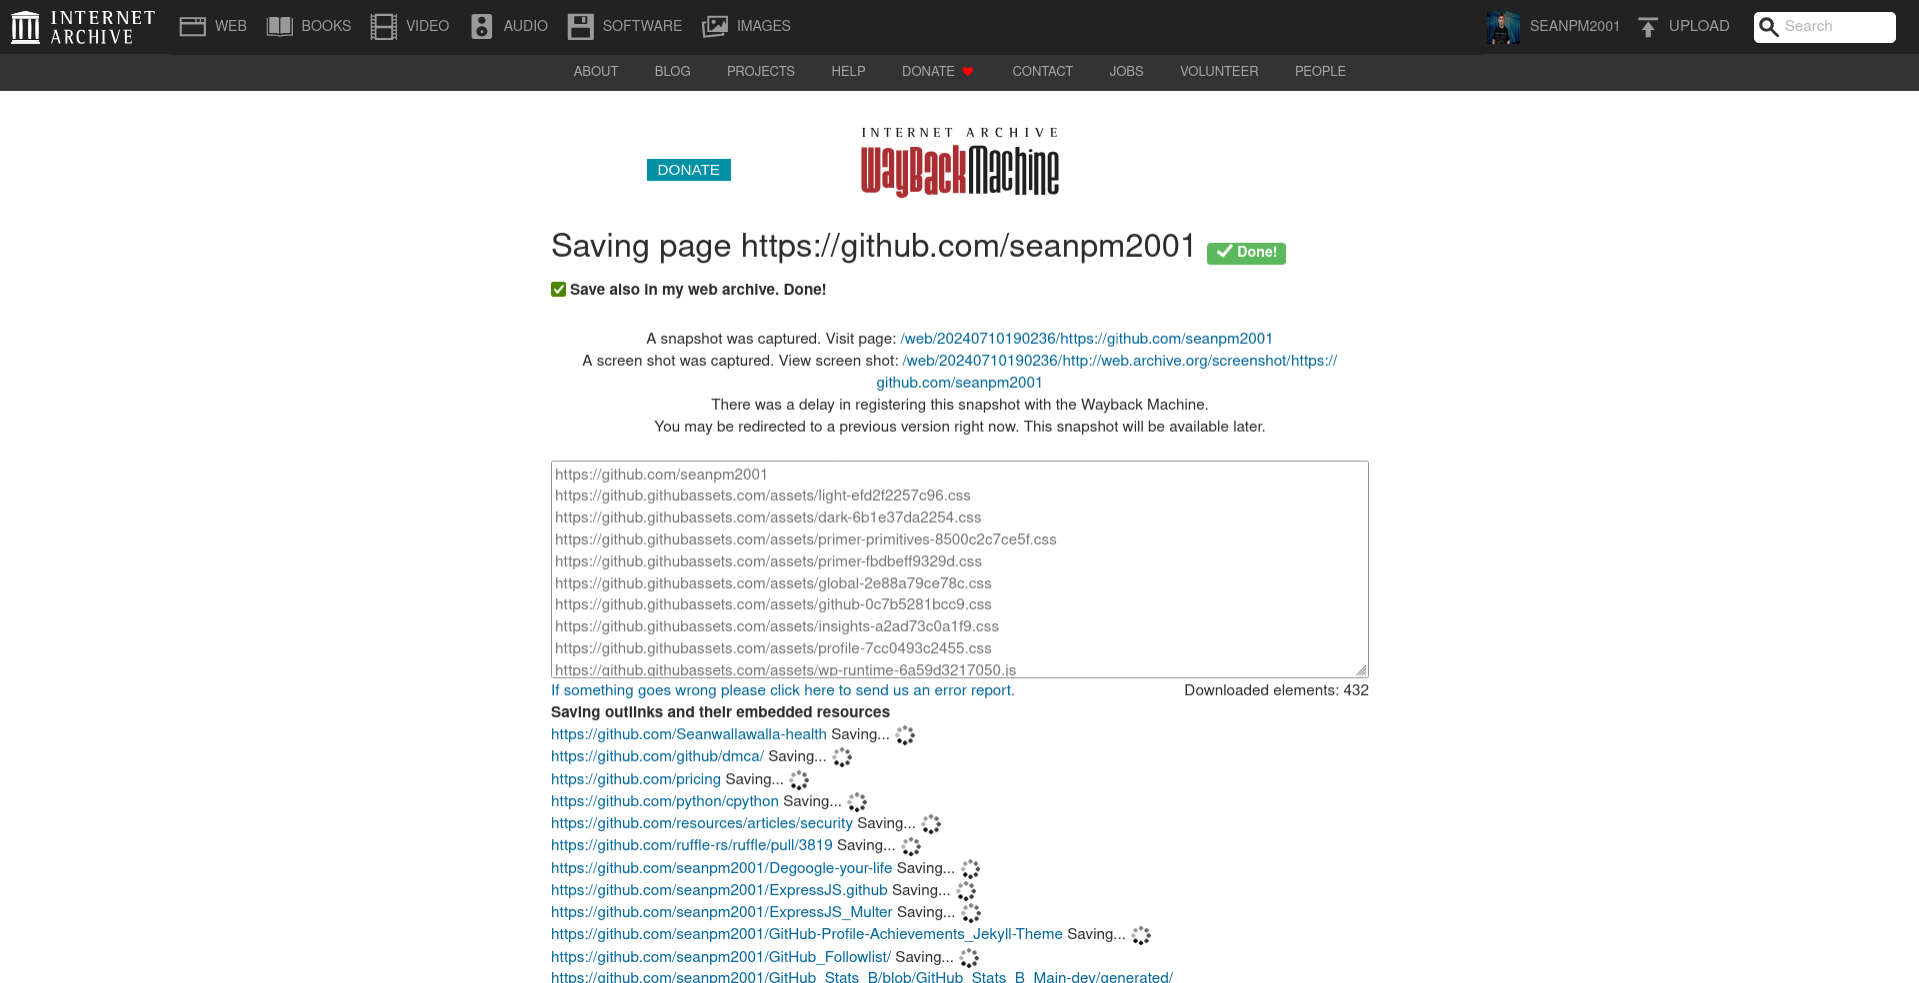 INTERNET ARCHIVE
WEB
BOOKS
VIDEO
AUDIO
SOFTWARE
IMAGES
SEANPM2001
UPLOAD
Search
ABOUT
BLOG
PROJECTS
HELP
DONATE
CONTACT
JOBS
VOLUNTEER
PEOPLE
DONATE
INTERNET ARCHIVE
WayBackMachine
Saving page https://github.com/seanpm2001 Done!
Save also in my web archive. Done!
A snapshot was captured. Visit page: /web/20240710190236/https://github.com/seanpm2001
A screen shot was captured. View screen shot: /web/20240710190236/http://web.archive.org/screenshot/https://
github.com/seanpm2001
There was a delay in registering this snapshot with the Wayback Machine.
You may be redirected to a previous version right now. This snapshot will be available later.
https://github.com/seanpm2001
https://github.githubassets.com/assets/light-efd2f2257c96.css
https://github.githubassets.com/assets/dark-6b1e37da2254.css
https://github.githubassets.com/assets/primer-primitives-8500c2c7ce5f.css
https://github.githubassets.com/assets/primer-fbdbeff9329d.css
https://github.githubassets.com/assets/global-2e88a79ce78c.css
https://github.githubassets.com/assets/github-0c7b5281bcc9.css
https://github.githubassets.com/assets/insights-a2ad73c0a1f9.css
https://github.githubassets.com/assets/profile-7cc0493c2455.css
https://github.githubassets.com/assets/wp-runtime-6a59d3217050.js
If something goes wrong please click here to send us an error report.
Downloaded elements: 432
Saving outlinks and their embedded resources
https://github.com/Seanwallawalla-health Saving...
https://github.com/github/dmca/ Saving...
https://github.com/pricing Saving...
https://github.com/python/cpython Saving...
https://github.com/resources/articles/security Saving...
https://github.com/ruffle-rs/ruffle/pull/3819 Saving...
https://github.com/seanpm2001/Degoogle-your-life Saving...
https://github.com/seanpm2001/ExpressJS.github Saving...
https://github.com/seanpm2001/ExpressJS_Multer Saving...
https://github.com/seanpm2001/GitHub-Profile-Achievements_Jekyll-Theme Saving...
https://github.com/seanpm2001/GitHub_Followlist/ Saving...
https://github.com/seanpm2001/GitHub_Stats_B/blob/GitHub_Stats_B_Main-dev/generated/